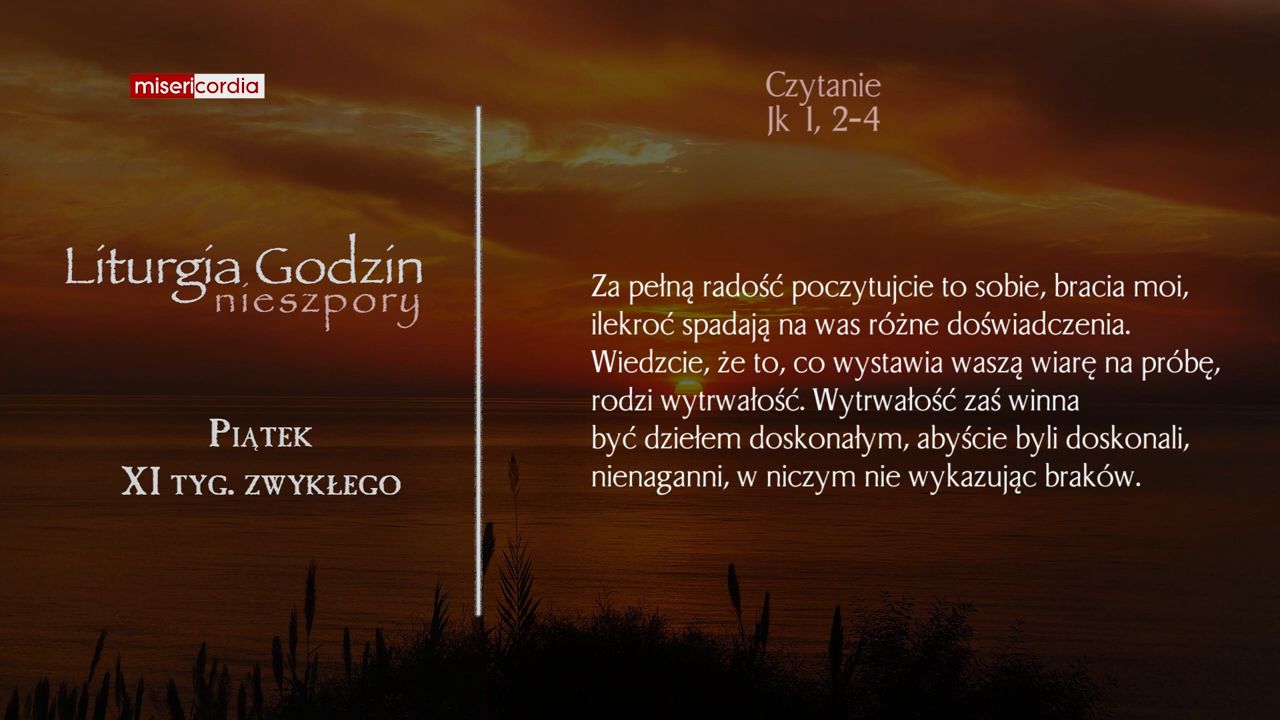 misericordia
Liturgia Godzin
nieszpory
Piątek
XI tyg. zwykłego
Czytanie
Jk 1, 2-4
Za pełną radość poczytujcie to sobie, bracia moi,
ilekroć spadają na was różne doświadczenia.
Wiedzcie, że to, co wystawia waszą wiarę na próbę,
rodzi wytrwałość. Wytrwałość zaś winna
być dziełem doskonałym, abyście byli doskonali,
nienaganni, w niczym nie wykazując braków.